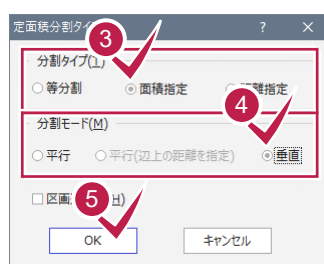 定面積分割タイ ? ×
3
分割タイプ(T)
等分割 面積指定 離指定
4
分割モード(M)
平行 平行(辺上の距離を指定) 垂直
区画 H)
5
OK キャンセル